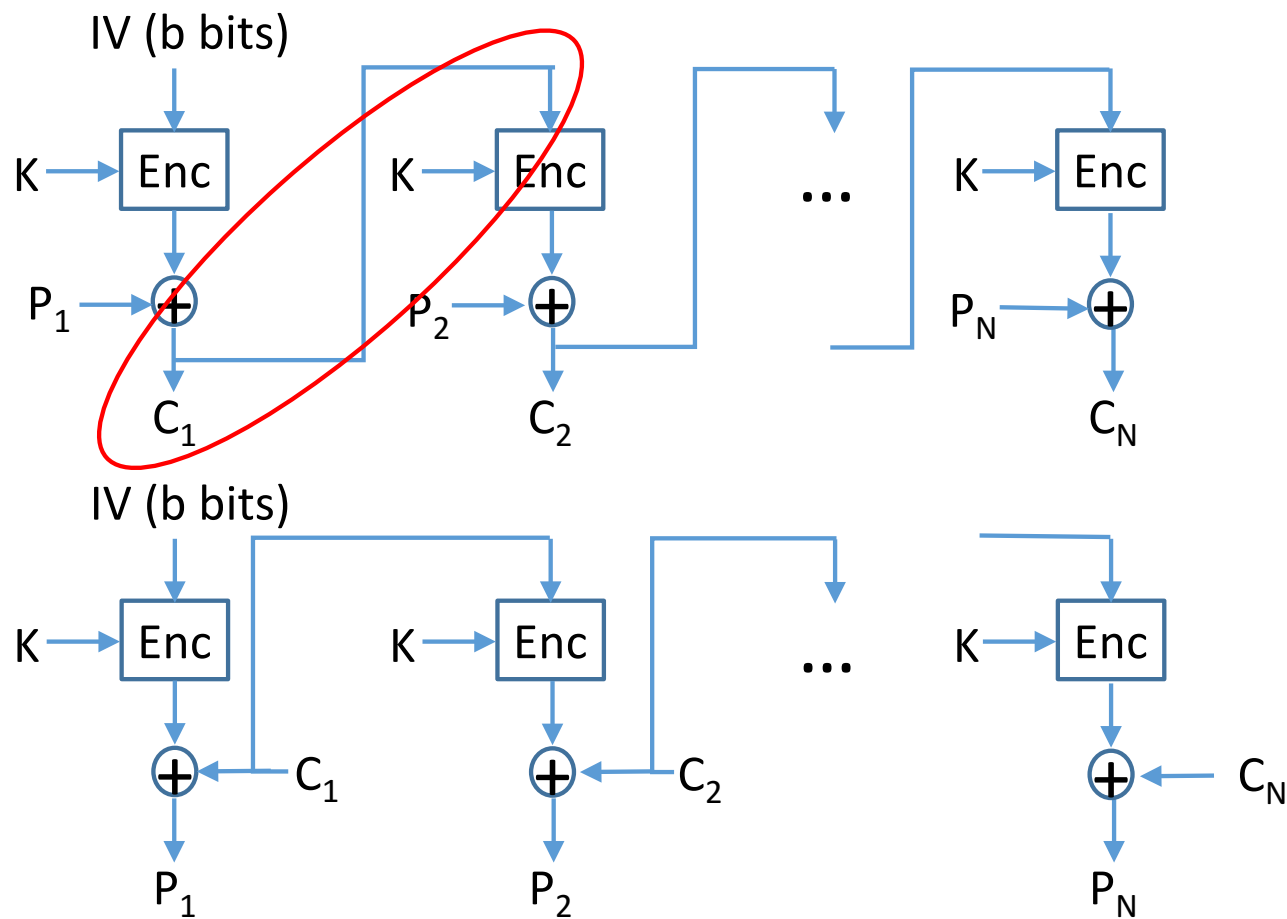 IV (b bits)
K Enc K Enc ... K Enc
P1 + P2 + PN +
C1 C2 CN
IV (b bits)
K Enc K Enc ... K Enc
+ C1 + C2 + CN
P1 P2 PN